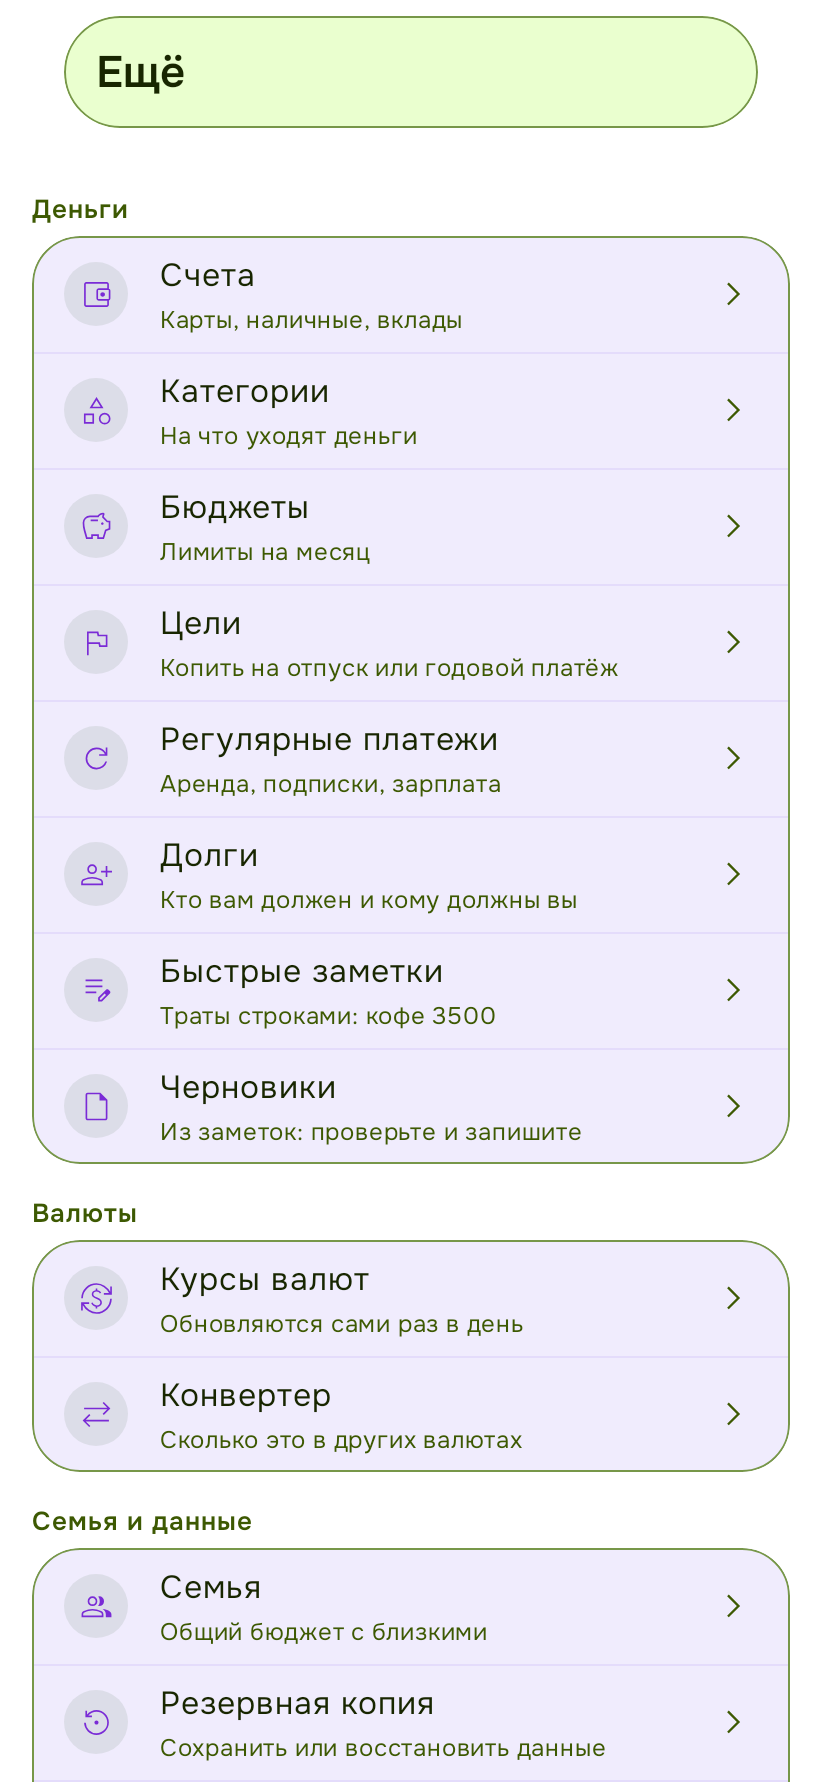 Ещё
Деньги
Счета
Карты, наличные, вклады
Категории
На что уходят деньги
Бюджеты
Лимиты на месяц
Цели
Копить на отпуск или годовой платёж
Регулярные платежи
Аренда, подписки, зарплата
Долги
Кто вам должен и кому должны вы
Быстрые заметки
Траты строками: кофе 3500
Черновики
Из заметок: проверьте и запишите
Валюты
Курсы валют
Обновляются сами раз в день
Конвертер
Сколько это в других валютах
Семья и данные
Семья
Общий бюджет с близкими
Резервная копия
Сохранить или восстановить данные